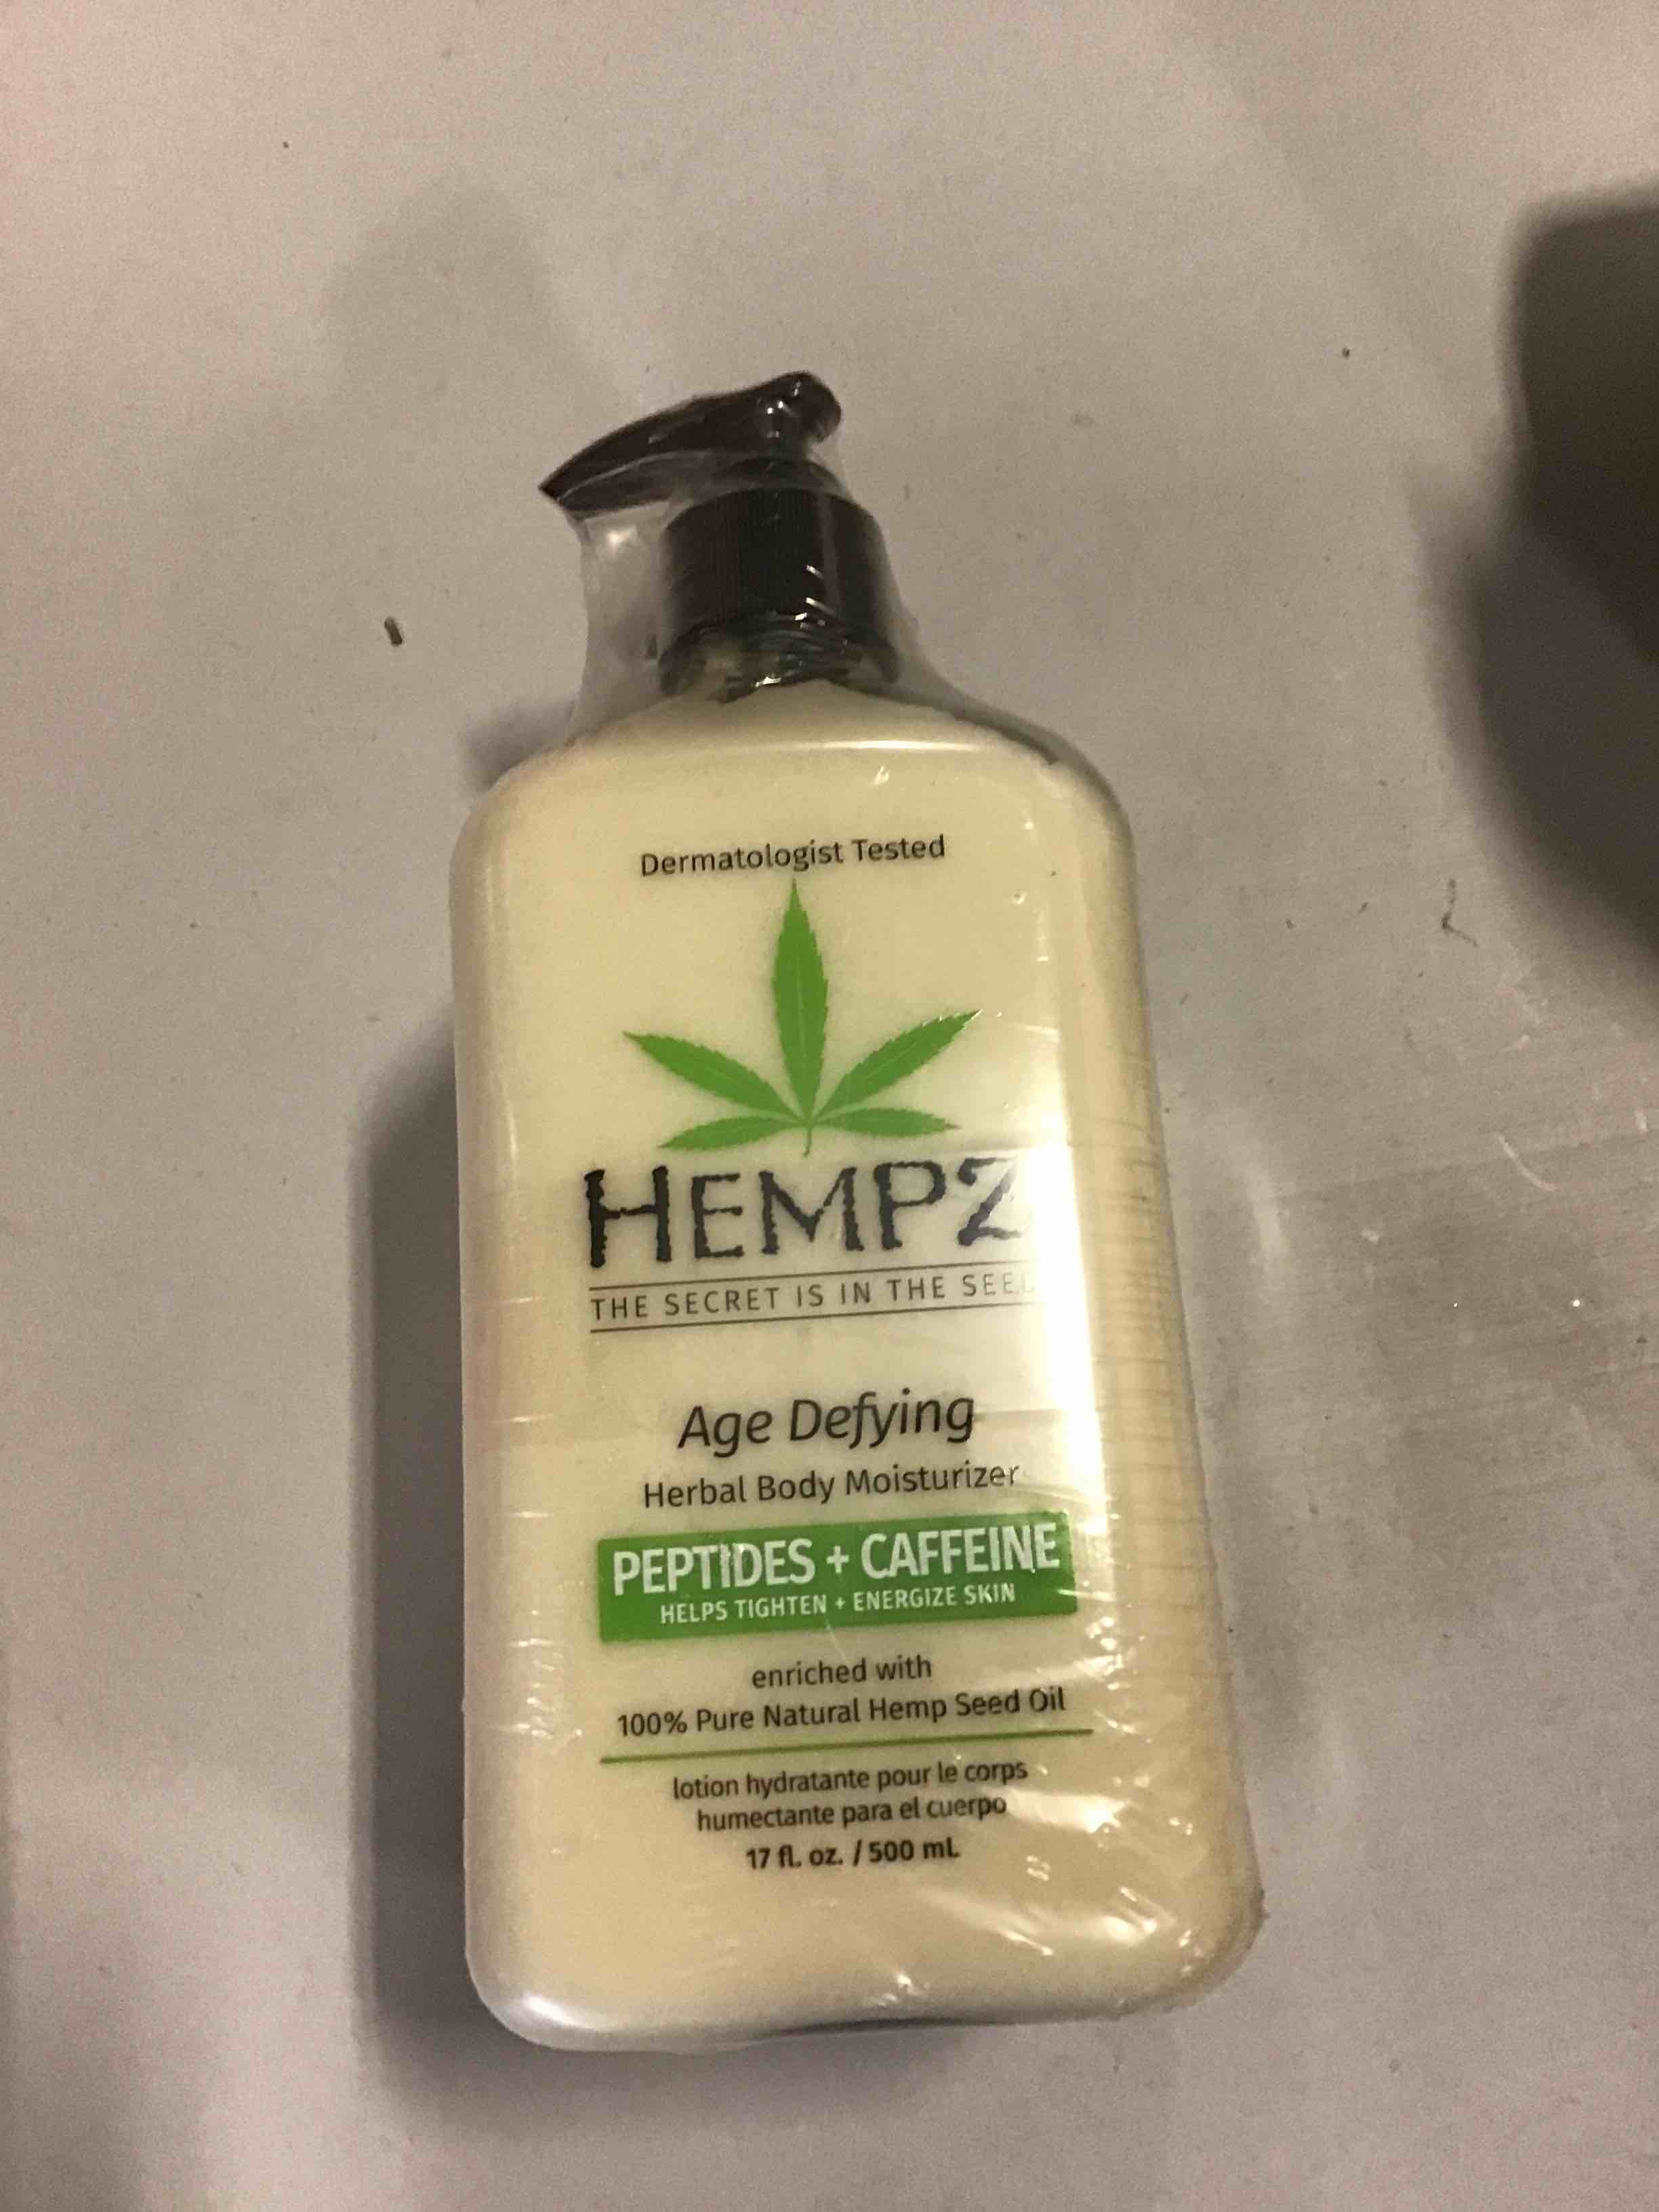 Dermatologist Tested
HEMPZ
THE SECRET IS IN THE SEED
Age Defying
Herbal Body Moisturizer
PEPTIDES + CAFFEINE
HELPS TIGHTEN + ENERGIZE SKIN
enriched with
100% Pure Natural Hemp Seed Oil
lotion hydratante pour le corps
humectante para el cuerpo
17 fl. oz. / 500 mL